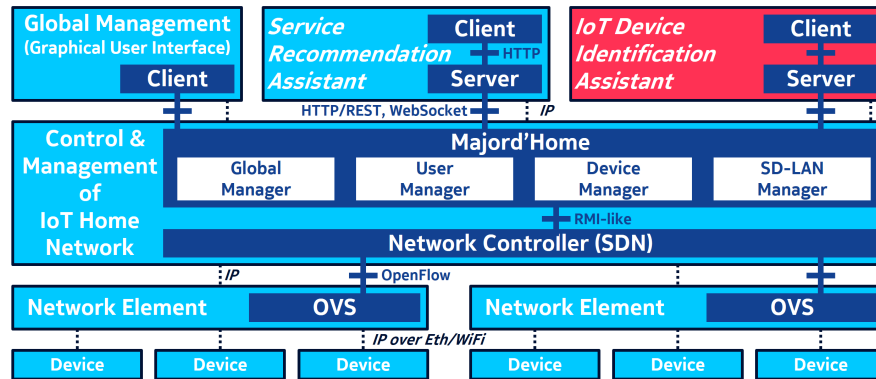 Global Management
(Graphical User Interface)
Client
Service
Recommendation
Assistant
Client
HTTP
Server
IoT Device
Identification
Assistant
Client
Server
HTTP/REST, WebSocket
IP
Control &
Management
of
IoT Home
Network
Majord'Home
Global
Manager
User
Manager
Device
Manager
SD-LAN
Manager
RMI-like
Network Controller (SDN)
IP
OpenFlow
Network Element
OVS
Network Element
OVS
IP over Eth/WiFi
Device
Device
Device
Device
Device
Device